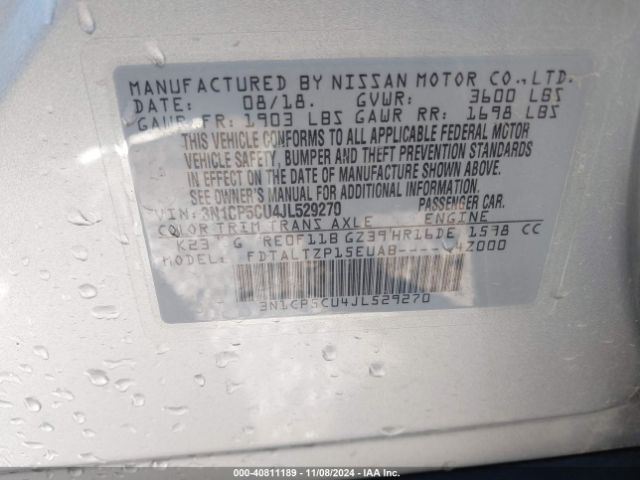 MANUFACTURED BY NISSAN MOTOR CO., LTD.
DATE: 08/18. GVWR: 3600 LBS
GAWR FR: 1903 LBS GAWR RR: 1698 LBS
THIS VEHICLE CONFORMS TO ALL APPLICABLE FEDERAL MOTOR
VEHICLE SAFETY, BUMPER AND THEFT PREVENTION STANDARDS
IN EFFECT ON THE DATE OF MANUFACTURE SHOWN ABOVE.
SEE OWNER'S MANUAL FOR ADDITIONAL INFORMATION.
VIN: 3N1CP5CU4JL529270 PASSENGER CAR.
COLOR TRIM TRANS AXLE ENGINE
K23 G RE0F11B GZ39 HR16DE 1598 CC
MODEL: FDTALTZP15EUAB-----4Z000
3N1CP5CU4JL529270
000-40811189 - 11/08/2024 - IAA Inc.